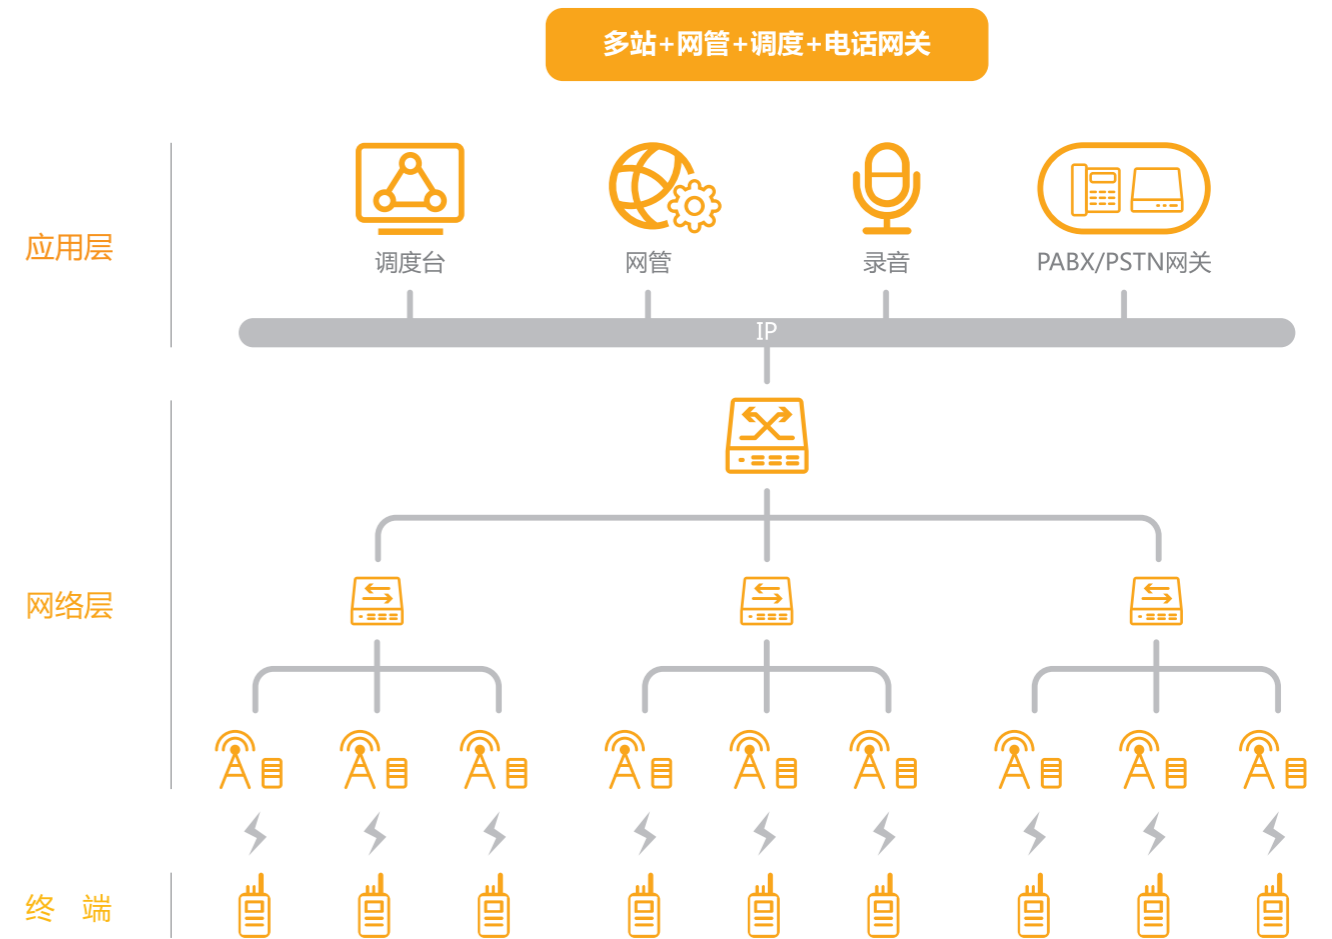 多站+网管+调度+电话网关
应用层
调度台
网管
录音
PABX/PSTN网关
IP
网络层
终 端